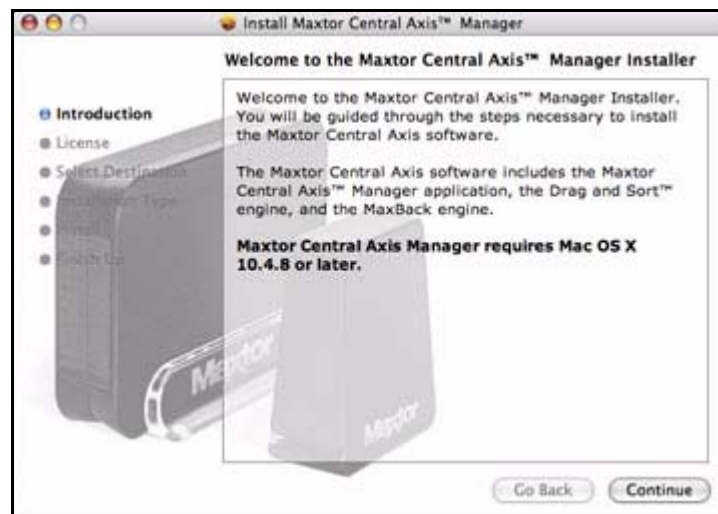 Install Maxtor Central Axis™ Manager
Welcome to the Maxtor Central Axis™ Manager Installer
Introduction
License
Select Destination
Installation Type
Install
Finish Up
Welcome to the Maxtor Central Axis™ Manager Installer.
You will be guided through the steps necessary to install
the Maxtor Central Axis software.
The Maxtor Central Axis software includes the Maxtor
Central Axis™ Manager application, the Drag and Sort™
engine, and the MaxBack engine.
Maxtor Central Axis Manager requires Mac OS X
10.4.8 or later.
Maxtor
Maxtor
Go Back
Continue